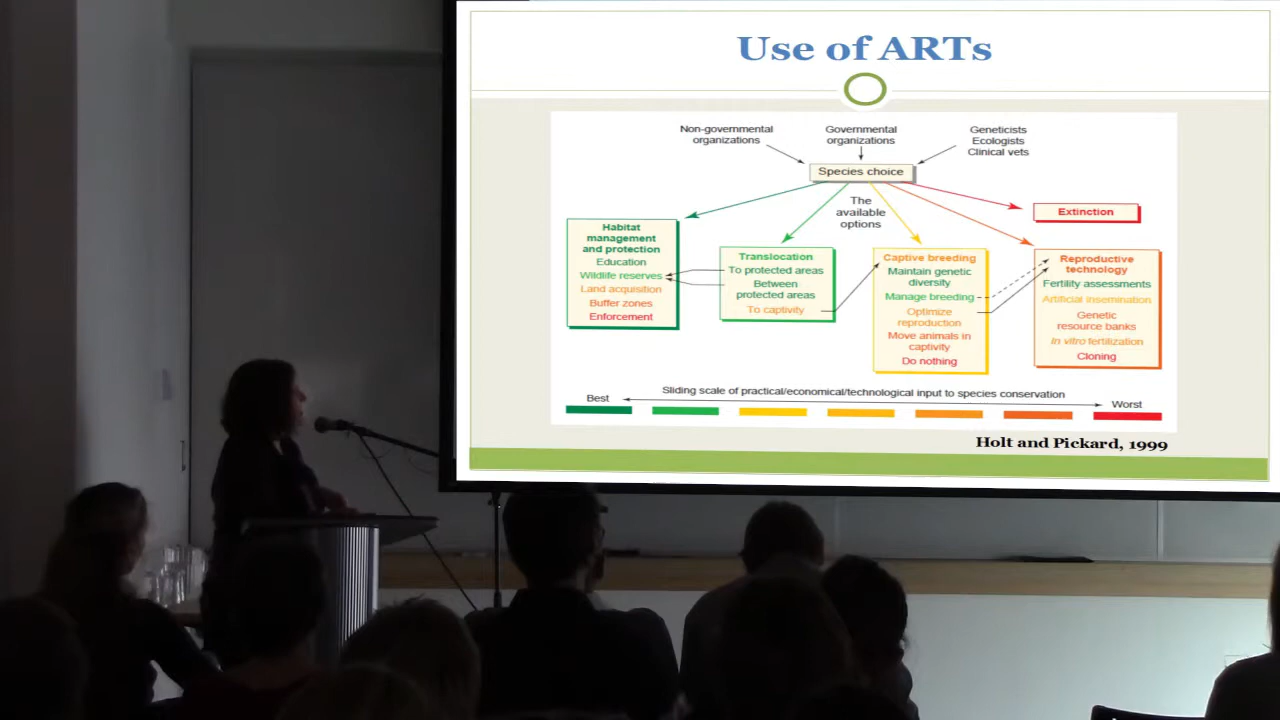 Use of ARTs
Non-governmental
organizations
Governmental
organizations
Geneticists
Ecologists
Clinical vets
Species choice
The
available
options
Extinction
Habitat
management
and protection
Education
Wildlife reserves
Land acquisition
Buffer zones
Enforcement
Translocation
To protected areas
Between
protected areas
To captivity
Captive breeding
Maintain genetic
diversity
Manage breeding
Optimize
reproduction
Move animals in
captivity
Do nothing
Reproductive
technology
Fertility assessments
Artificial insemination
Genetic
resource banks
In vitro fertilization
Cloning
Sliding scale of practical/economical/technological input to species conservation
Best
Worst
Holt and Pickard, 1999